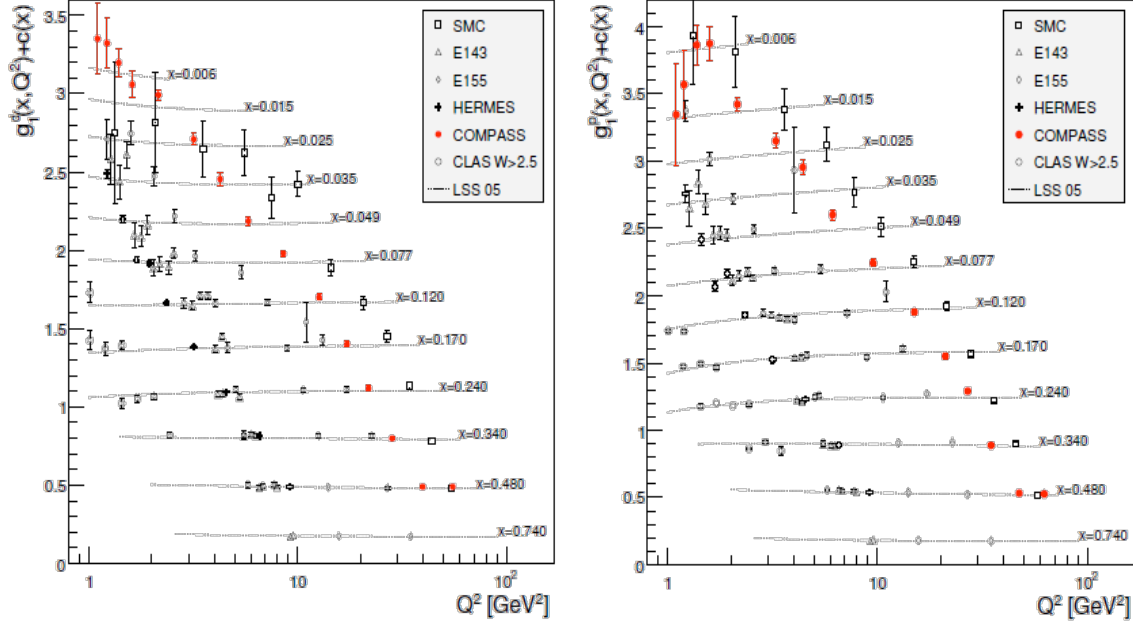 g₁ᵈ(x,Q²)+c(x)
3.5
3
2.5
2
1.5
1
0.5
0
SMC
E143
E155
HERMES
COMPASS
CLAS W>2.5
LSS 05
x=0.006
x=0.015
x=0.025
x=0.035
x=0.049
x=0.077
x=0.120
x=0.170
x=0.240
x=0.340
x=0.480
x=0.740
1
10
10²
Q² [GeV²]
g₁ᵖ(x,Q²)+c(x)
4
3.5
3
2.5
2
1.5
1
0.5
0
SMC
E143
E155
HERMES
COMPASS
CLAS W>2.5
LSS 05
x=0.006
x=0.015
x=0.025
x=0.035
x=0.049
x=0.077
x=0.120
x=0.170
x=0.240
x=0.340
x=0.480
x=0.740
1
10
10²
Q² [GeV²]